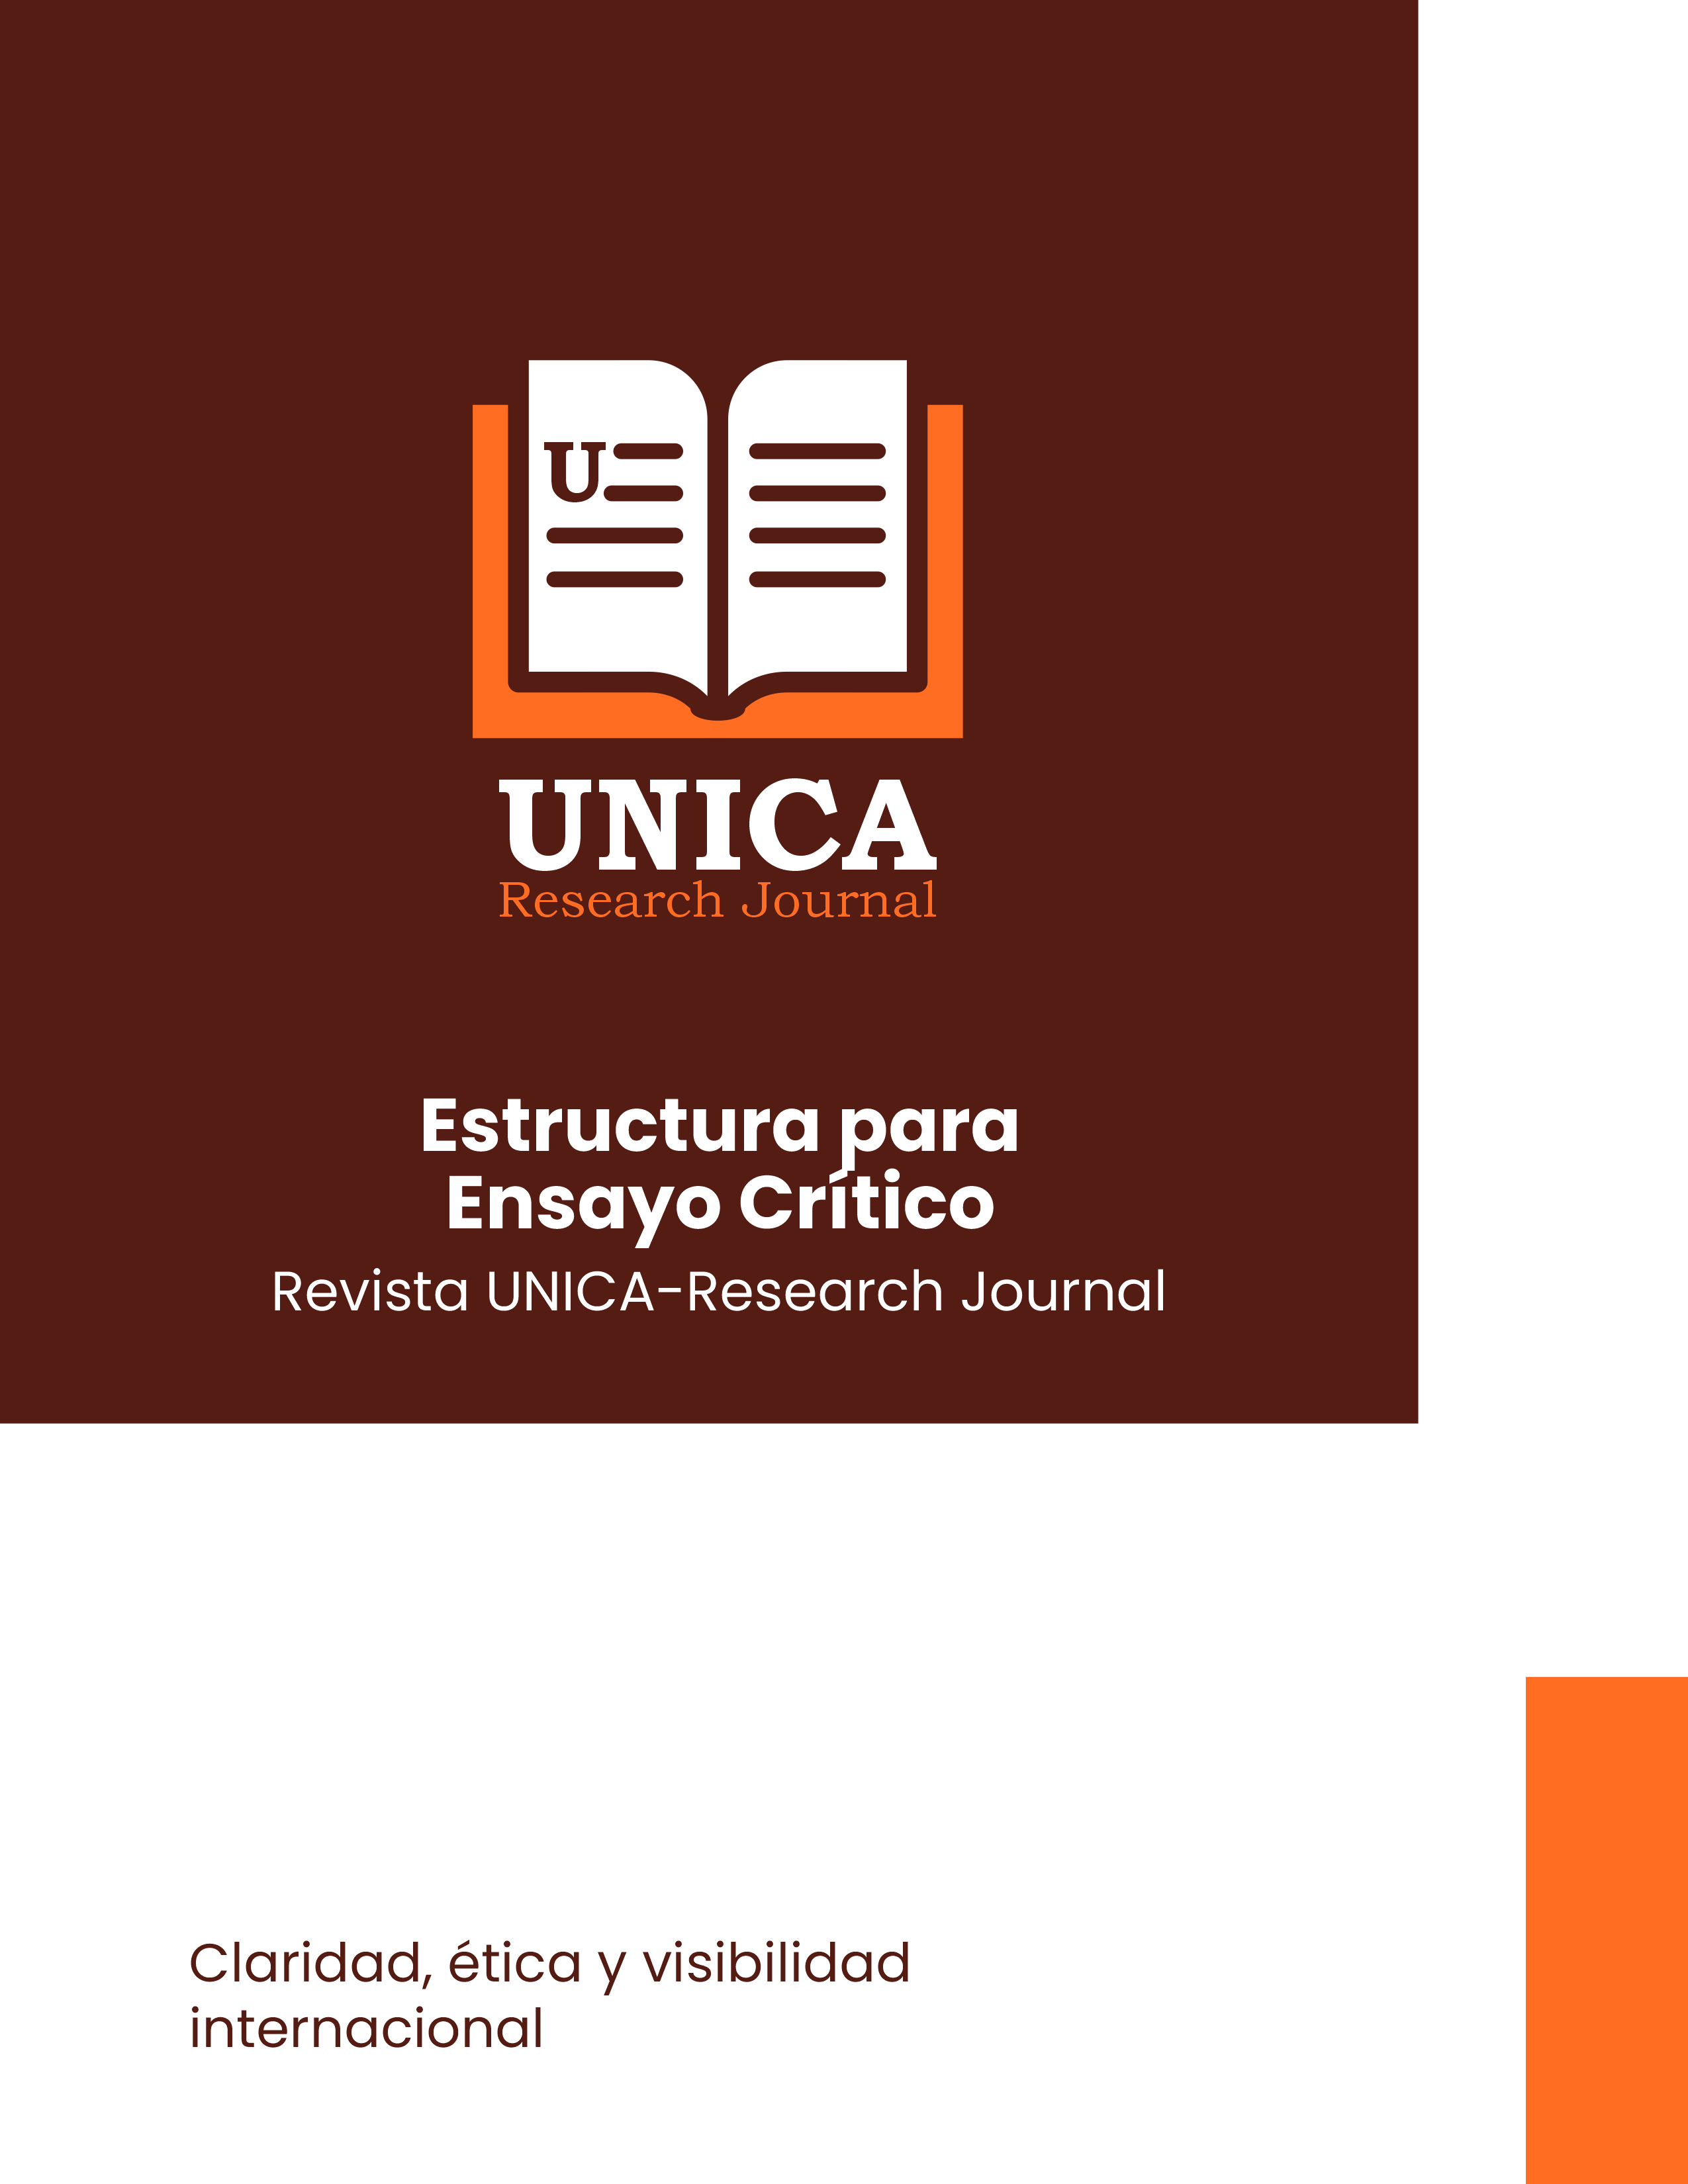 U
UNICA
Research Journal
Estructura para
Ensayo Crítico
Revista UNICA-Research Journal
Claridad, ética y visibilidad
internacional